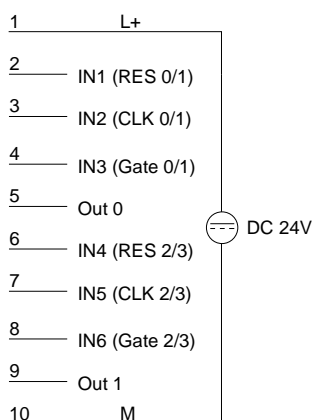 1 L+
2 IN1 (RES 0/1)
3 IN2 (CLK 0/1)
4 IN3 (Gate 0/1)
5 Out 0
DC 24V
6 IN4 (RES 2/3)
7 IN5 (CLK 2/3)
8 IN6 (Gate 2/3)
9 Out 1
10 M